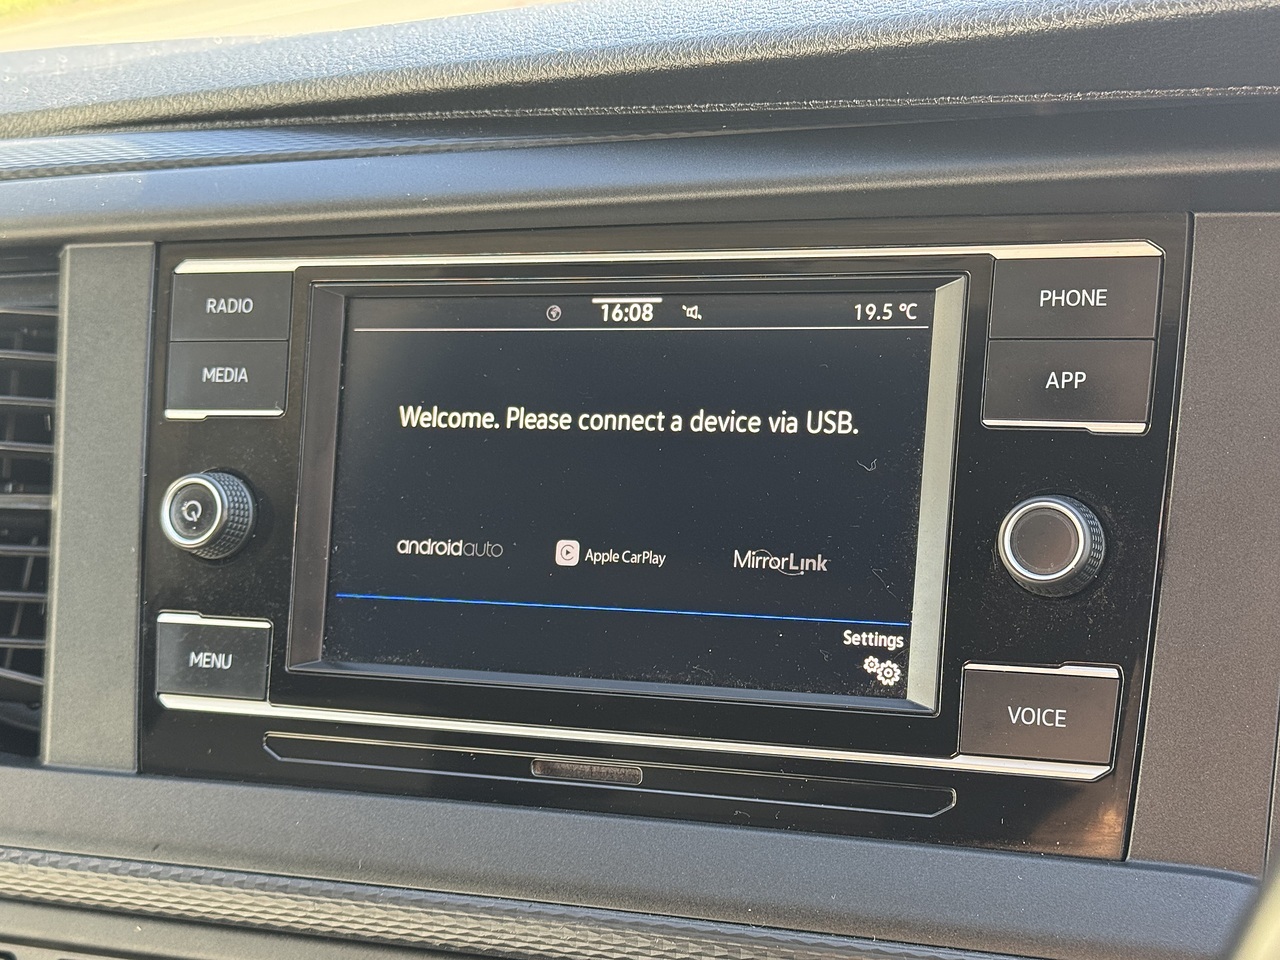 RADIO
MEDIA
MENU
16:08
19.5 °C
Welcome. Please connect a device via USB.
androidauto
Apple CarPlay
MirrorLink
Settings
PHONE
APP
VOICE